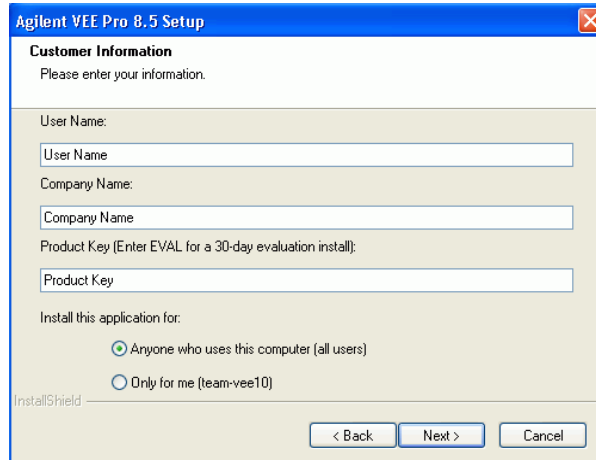 Agilent VEE Pro 8.5 Setup
Customer Information
Please enter your information.
User Name:
User Name
Company Name:
Company Name
Product Key (Enter EVAL for a 30-day evaluation install):
Product Key
Install this application for:
Anyone who uses this computer (all users)
Only for me (team-vee10)
InstallShield
< Back Next > Cancel